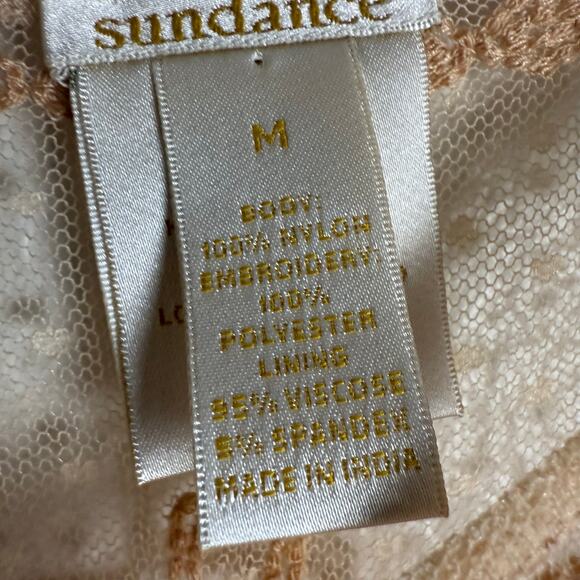 sundance
M
BODY:
100% NYLON
EMBROIDERY:
100%
POLYESTER
LINING
95% VISCOSE
5% SPANDEX
MADE IN INDIA